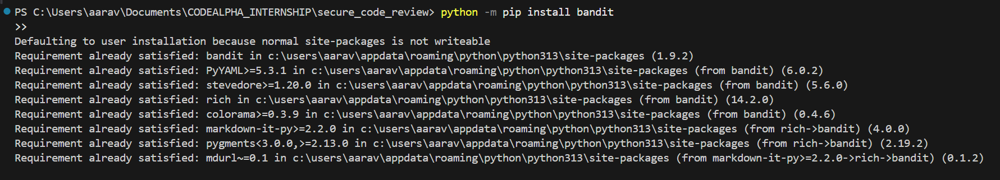 PS C:\Users\aarav\Documents\CODEALPHA_INTERNSHIP\secure_code_review> python -m pip install bandit
>>
Defaulting to user installation because normal site-packages is not writeable
Requirement already satisfied: bandit in c:\users\aarav\appdata\roaming\python\python313\site-packages (1.9.2)
Requirement already satisfied: PyYAML>=5.3.1 in c:\users\aarav\appdata\roaming\python\python313\site-packages (from bandit) (6.0.2)
Requirement already satisfied: stevedore>=1.20.0 in c:\users\aarav\appdata\roaming\python\python313\site-packages (from bandit) (5.6.0)
Requirement already satisfied: rich in c:\users\aarav\appdata\roaming\python\python313\site-packages (from bandit) (14.2.0)
Requirement already satisfied: colorama>=0.3.9 in c:\users\aarav\appdata\roaming\python\python313\site-packages (from bandit) (0.4.6)
Requirement already satisfied: markdown-it-py>=2.2.0 in c:\users\aarav\appdata\roaming\python\python313\site-packages (from rich->bandit) (4.0.0)
Requirement already satisfied: pygments<3.0.0,>=2.13.0 in c:\users\aarav\appdata\roaming\python\python313\site-packages (from rich->bandit) (2.19.2)
Requirement already satisfied: mdurl~=0.1 in c:\users\aarav\appdata\roaming\python\python313\site-packages (from markdown-it-py>=2.2.0->rich->bandit) (0.1.2)